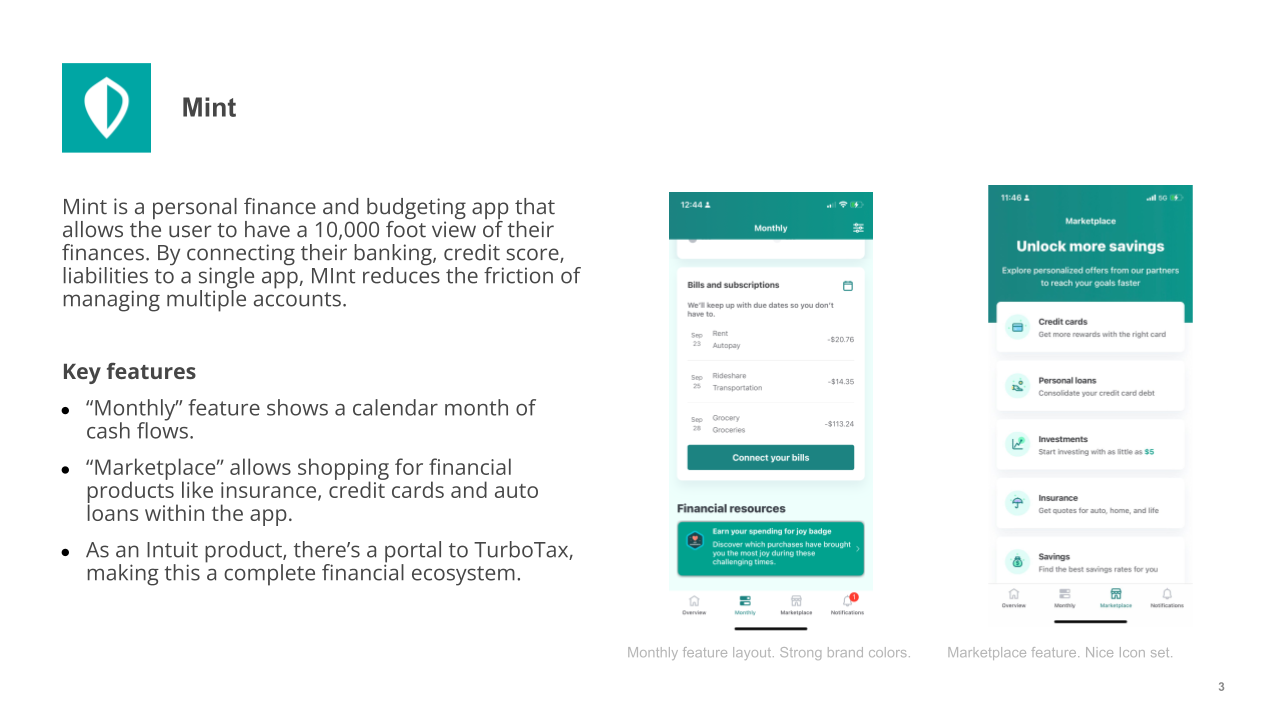 Mint
Mint is a personal finance and budgeting app that
allows the user to have a 10,000 foot view of their
finances. By connecting their banking, credit score,
liabilities to a single app, MInt reduces the friction of
managing multiple accounts.
Key features
● “Monthly” feature shows a calendar month of
cash flows.
● “Marketplace” allows shopping for financial
products like insurance, credit cards and auto
loans within the app.
● As an Intuit product, there’s a portal to TurboTax,
making this a complete financial ecosystem.
12:44
Monthly
Bills and subscriptions
We'll keep up with due dates so you don't
have to.
Sep 23
Rent
Autopay
-$20.76
Sep 25
Rideshare
Transportation
-$14.35
Sep 28
Grocery
Groceries
-$113.24
Connect your bills
Financial resources
Earn your spending for joy badge
Discover which purchases have brought
you the most joy during these
challenging times.
1
Overview Monthly Marketplace Notifications
Monthly feature layout. Strong brand colors.
11:46 5G
Marketplace
Unlock more savings
Explore personalized offers from our partners
to reach your goals faster
Credit cards
Get more rewards with the right card
Personal loans
Consolidate your credit card debt
Investments
Start investing with as little as $5
Insurance
Get quotes for auto, home, and life
Savings
Find the best savings rates for you
Overview Monthly Marketplace Notifications
Marketplace feature. Nice Icon set.
3